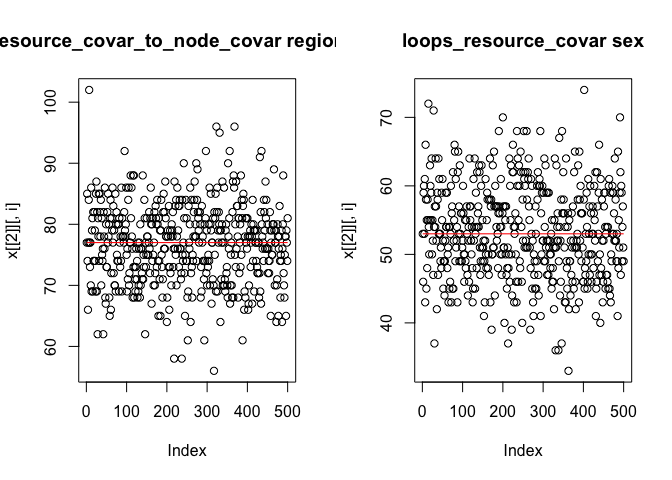 esource_covar_to_node_covar region
loops_resource_covar sex
x[[2]][, i]
100
90
80
70
60
0 100 200 300 400 500
Index
x[[2]][, i]
70
60
50
40
0 100 200 300 400 500
Index